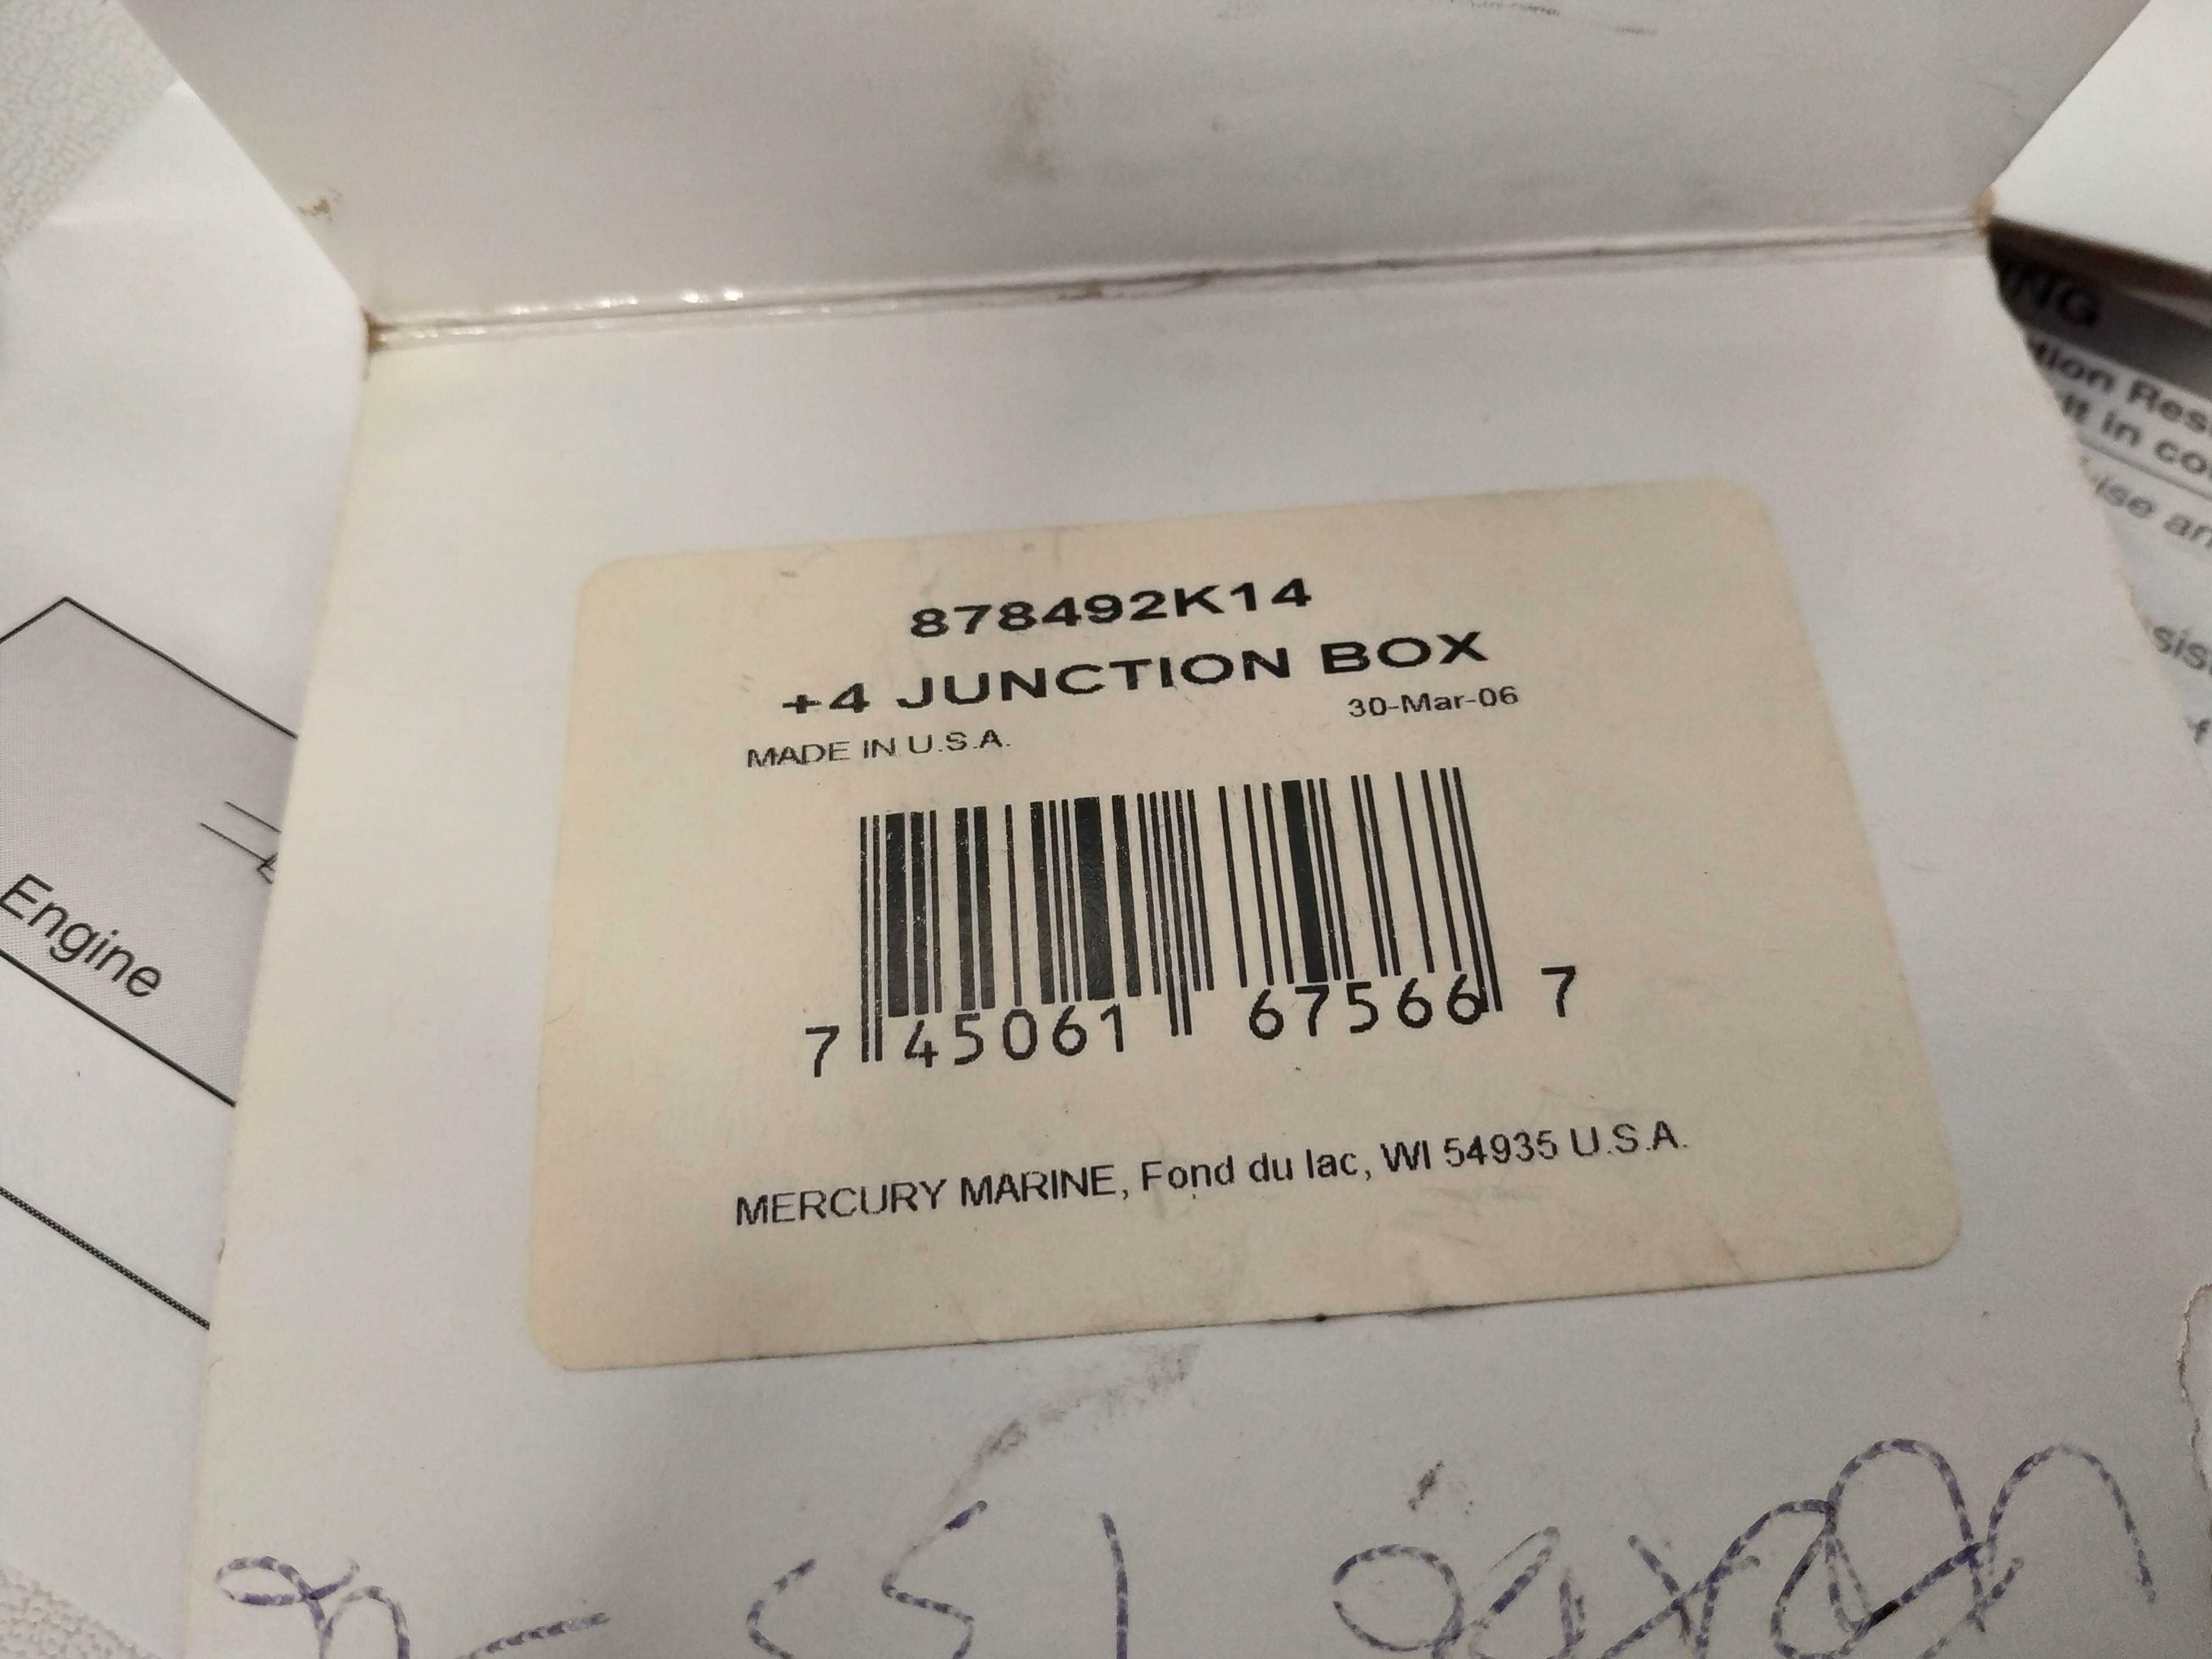 878492K14
+4 JUNCTION BOX
30-Mar-06
MADE IN U.S.A.
7 45061 67566 7
MERCURY MARINE, Fond du lac, WI 54935 U.S.A.
Engine
in